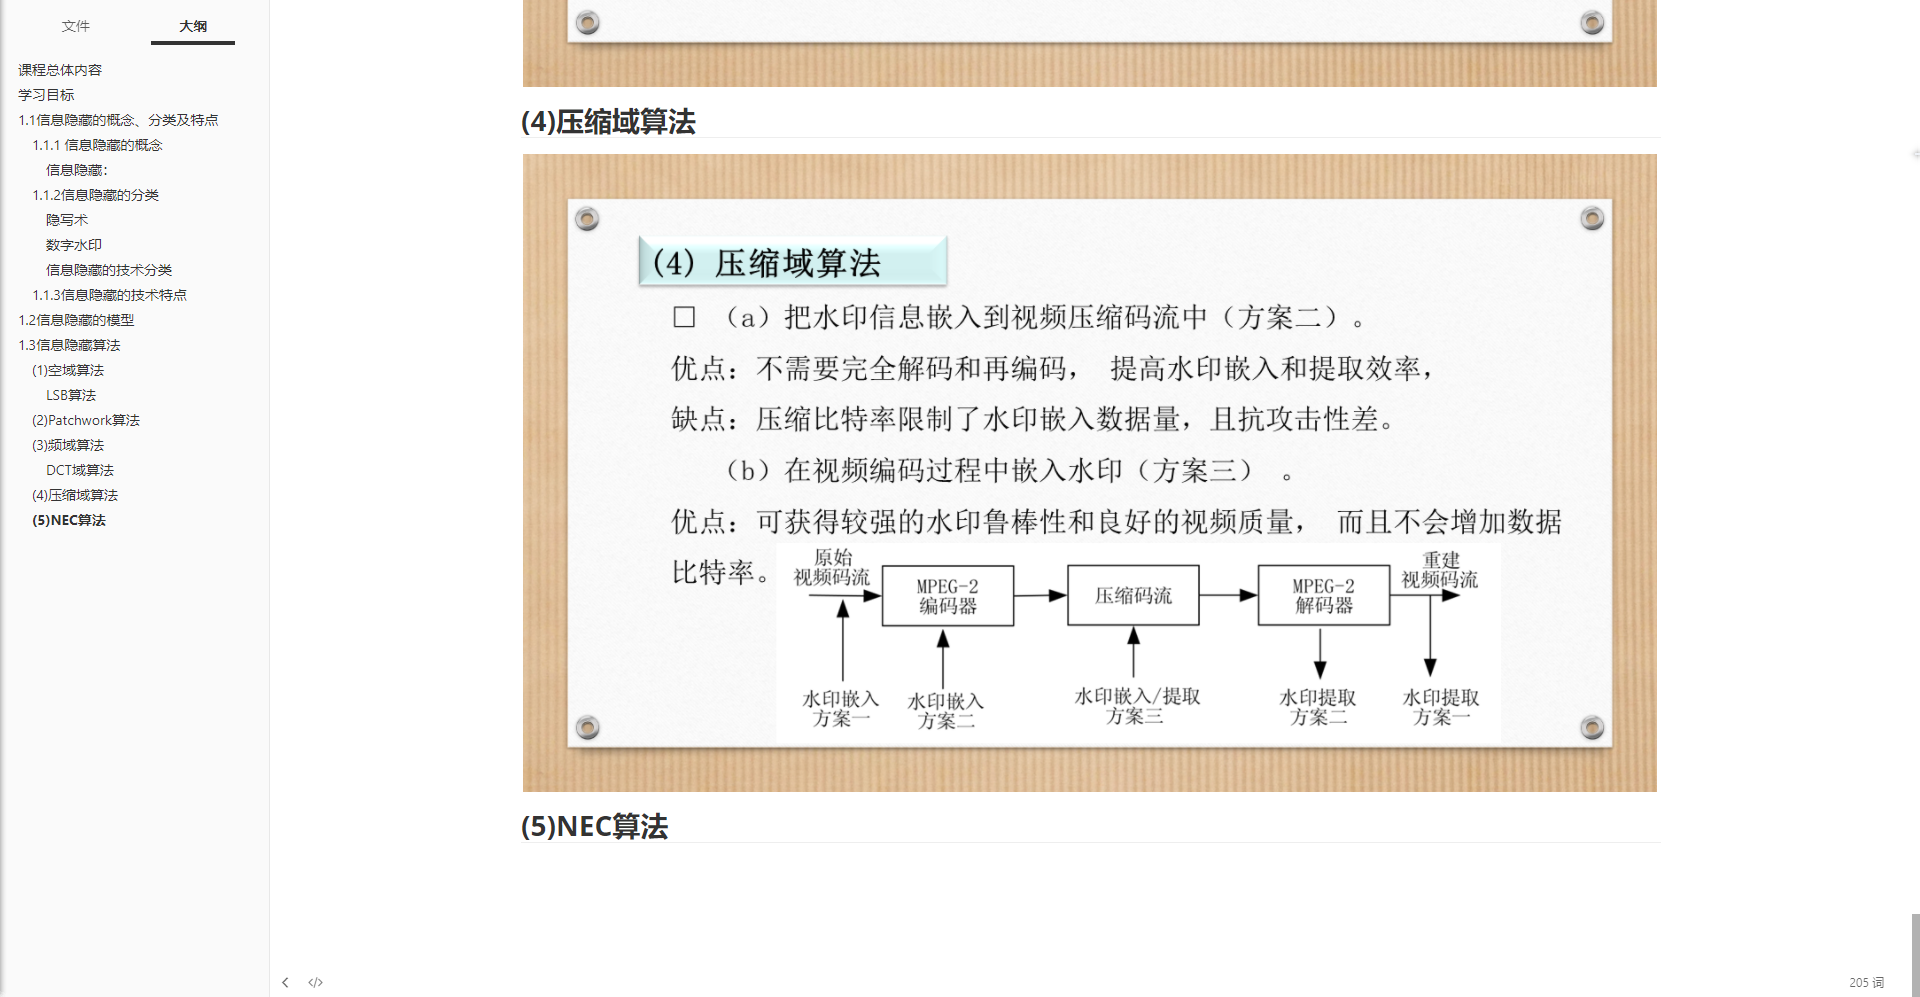 文件
大纲
课程总体内容
学习目标
1.1信息隐藏的概念、分类及特点
1.1.1 信息隐藏的概念
信息隐藏：
1.1.2信息隐藏的分类
隐写术
数字水印
信息隐藏的技术分类
1.1.3信息隐藏的技术特点
1.2信息隐藏的模型
1.3信息隐藏算法
(1)空域算法
LSB算法
(2)Patchwork算法
(3)频域算法
DCT域算法
(4)压缩域算法
(5)NEC算法
(4)压缩域算法
（4）压缩域算法
□ （a）把水印信息嵌入到视频压缩码流中（方案二）。
优点：不需要完全解码和再编码， 提高水印嵌入和提取效率，
缺点：压缩比特率限制了水印嵌入数据量，且抗攻击性差。
（b）在视频编码过程中嵌入水印（方案三） 。
优点：可获得较强的水印鲁棒性和良好的视频质量， 而且不会增加数据
比特率。
原始
视频码流
MPEG-2
编码器
压缩码流
MPEG-2
解码器
重建
视频码流
水印嵌入
方案一
水印嵌入
方案二
水印嵌入/提取
方案三
水印提取
方案二
水印提取
方案一
(5)NEC算法
</>
205 词